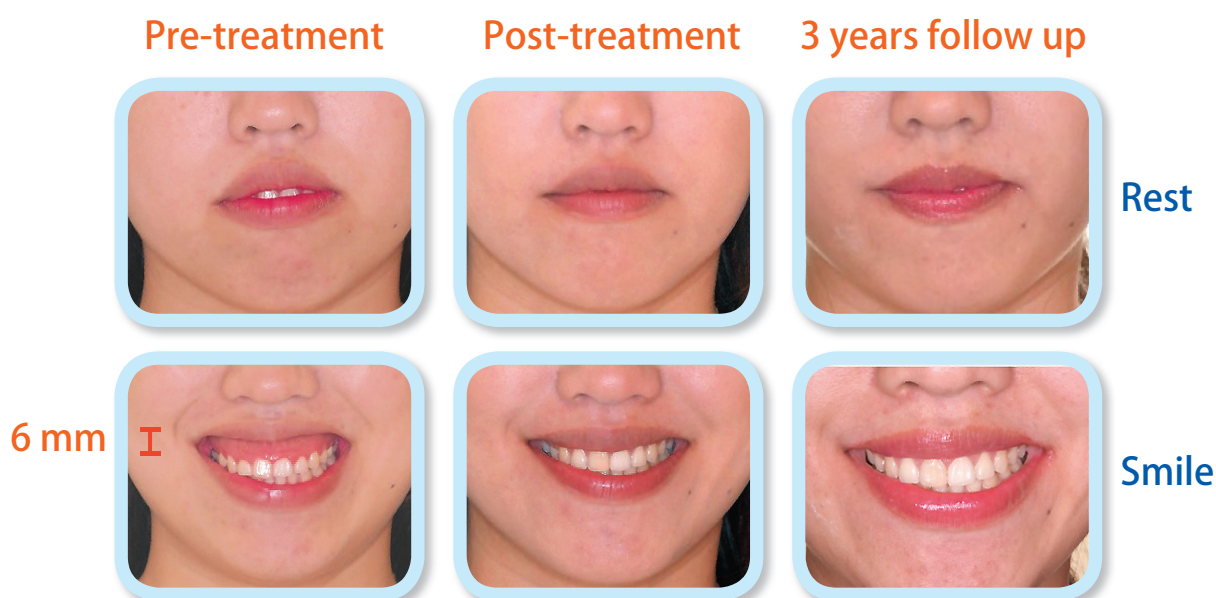 Pre-treatment
Post-treatment
3 years follow up
Rest
6 mm
Smile